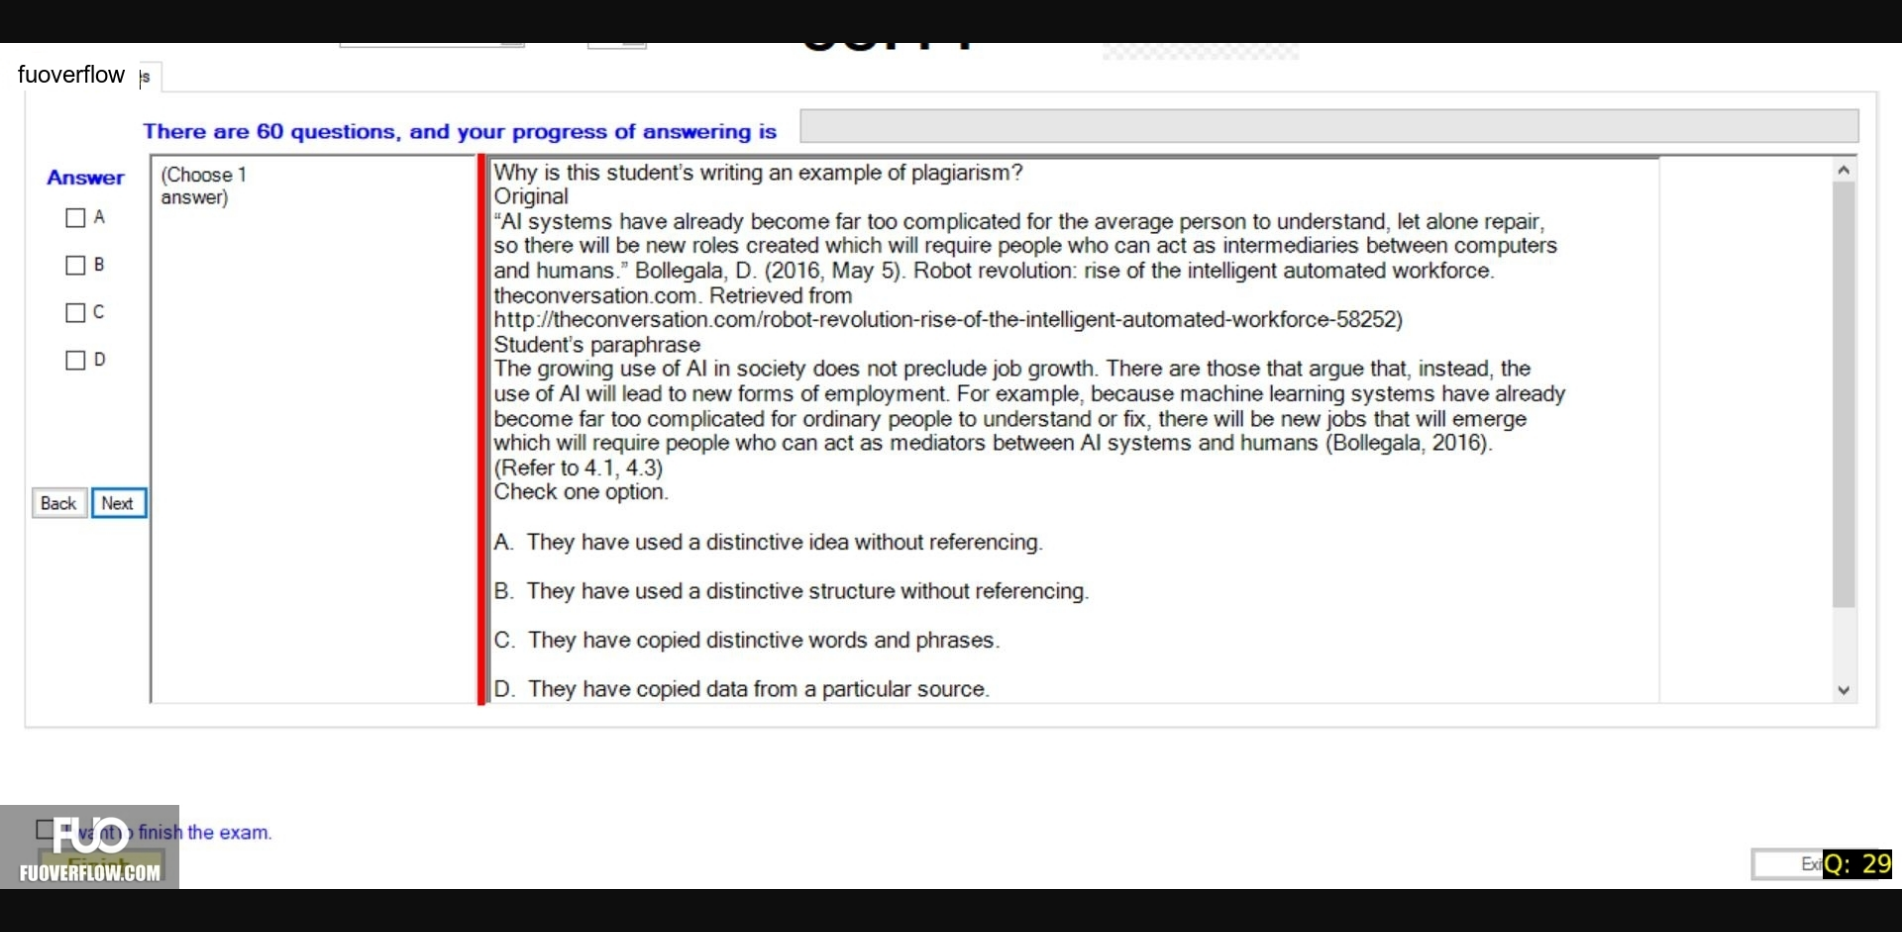 fuoverflow
There are 60 questions, and your progress of answering is
Answer
A
B
C
D
Back
Next
(Choose 1
answer)
Why is this student's writing an example of plagiarism?
Original
“AI systems have already become far too complicated for the average person to understand, let alone repair,
so there will be new roles created which will require people who can act as intermediaries between computers
and humans.” Bollegala, D. (2016, May 5). Robot revolution: rise of the intelligent automated workforce.
theconversation.com. Retrieved from
http://theconversation.com/robot-revolution-rise-of-the-intelligent-automated-workforce-58252)
Student's paraphrase
The growing use of AI in society does not preclude job growth. There are those that argue that, instead, the
use of AI will lead to new forms of employment. For example, because machine learning systems have already
become far too complicated for ordinary people to understand or fix, there will be new jobs that will emerge
which will require people who can act as mediators between AI systems and humans (Bollegala, 2016).
(Refer to 4.1, 4.3)
Check one option.
A. They have used a distinctive idea without referencing.
B. They have used a distinctive structure without referencing.
C. They have copied distinctive words and phrases.
D. They have copied data from a particular source.
I want to finish the exam.
FUO
FUOVERFLOW.COM
Q: 29